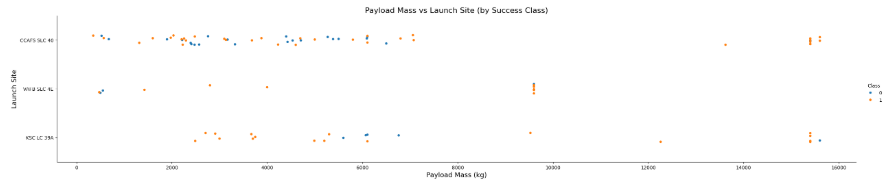 Payload Mass vs Launch Site (by Success Class)
CCAFS SLC 40
VAFB SLC 4E
KSC LC 39A
Launch Site
0
2000
4000
6000
8000
10000
12000
14000
16000
Payload Mass (kg)
Class
0
1